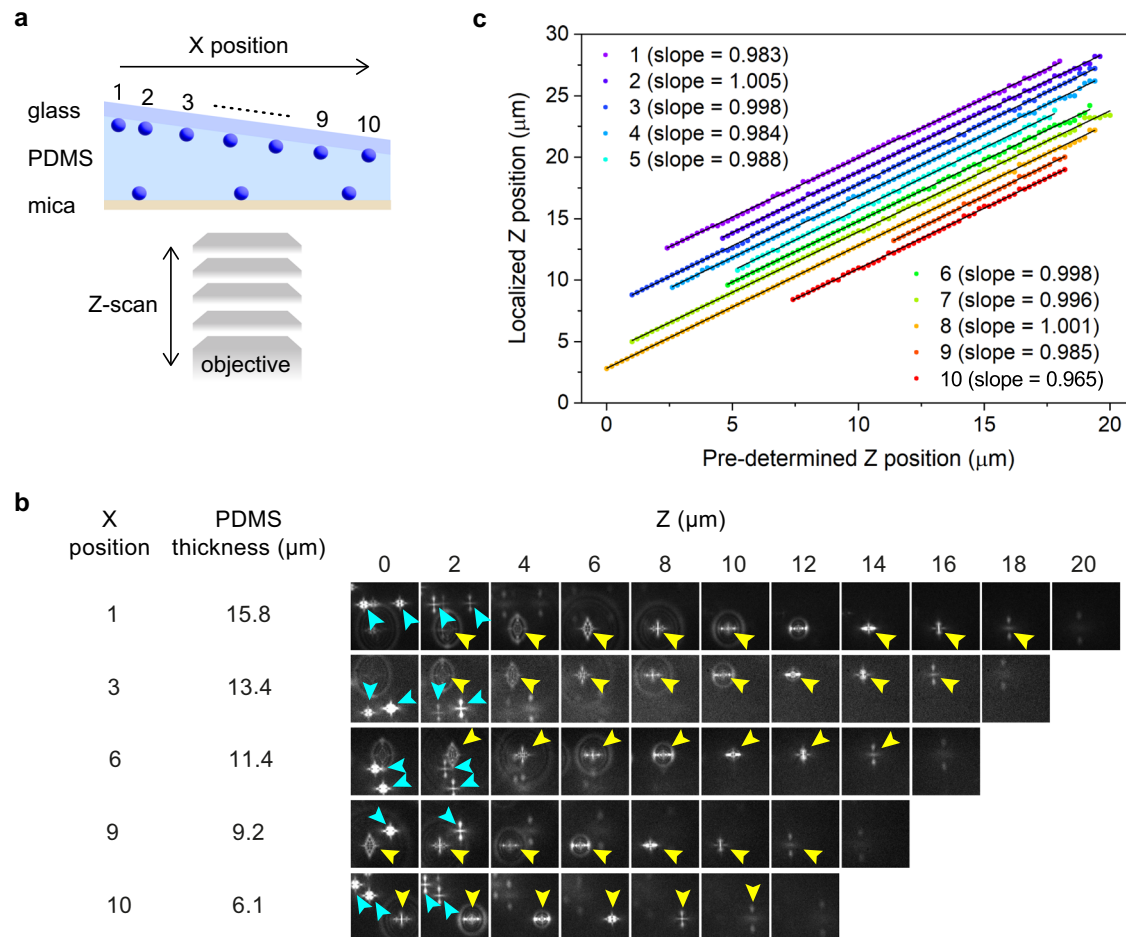 a
X position
1 2 3 9 10
glass
PDMS
mica
Z-scan
objective
c
Localized Z position (μm)
30
25
20
15
10
5
0
1 (slope = 0.983)
2 (slope = 1.005)
3 (slope = 0.998)
4 (slope = 0.984)
5 (slope = 0.988)
6 (slope = 0.998)
7 (slope = 0.996)
8 (slope = 1.001)
9 (slope = 0.985)
10 (slope = 0.965)
0 5 10 15 20
Pre-determined Z position (μm)
b
X position
PDMS thickness (μm)
Z (μm)
0 2 4 6 8 10 12 14 16 18 20
1 15.8
3 13.4
6 11.4
9 9.2
10 6.1